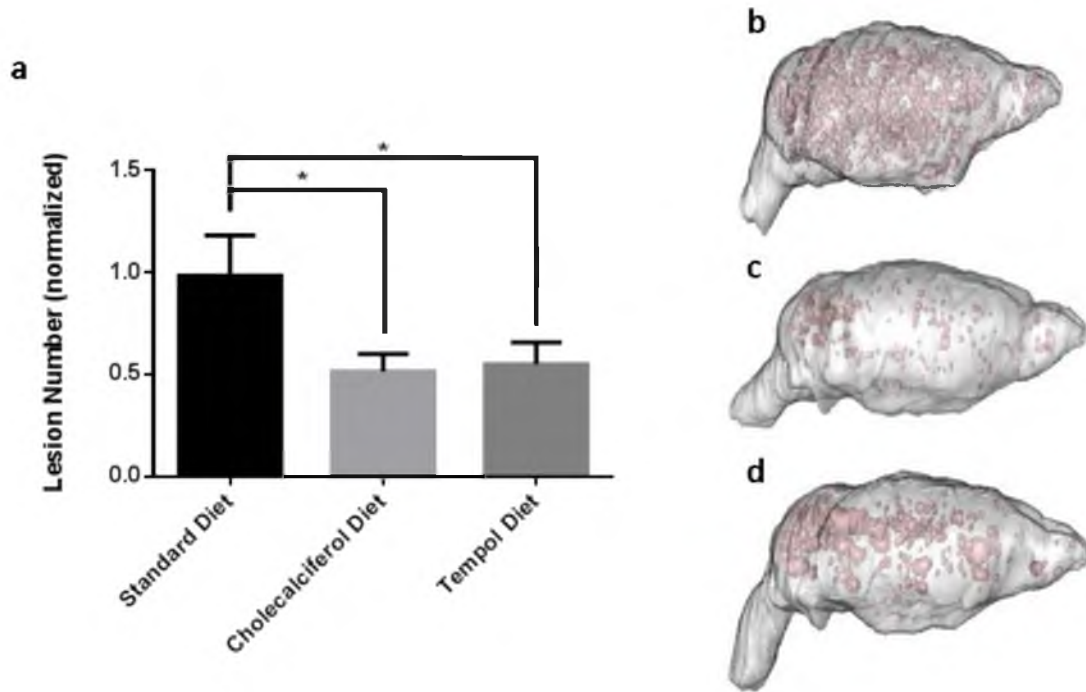 a
*
*
Lesion Number (normalized)
1.5
1.0
0.5
0.0
Standard Diet
Cholecalciferol Diet
Tempol Diet
b
c
d